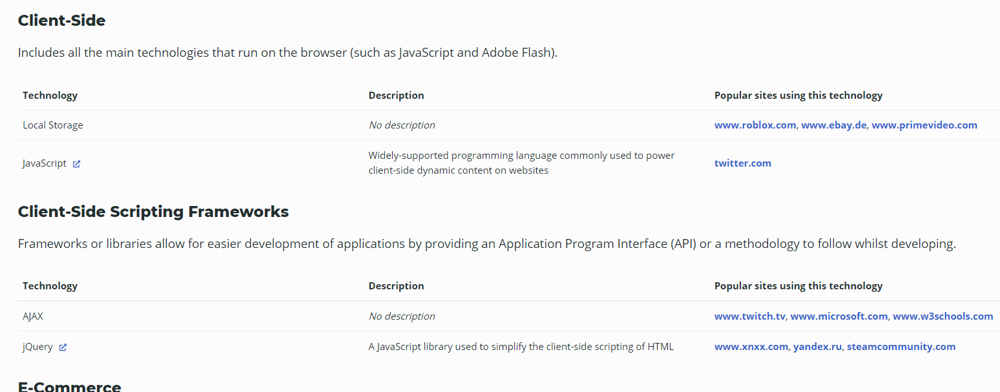 Client-Side
Includes all the main technologies that run on the browser (such as JavaScript and Adobe Flash).
Technology Description Popular sites using this technology
Local Storage No description www.roblox.com, www.ebay.de, www.primevideo.com
JavaScript Widely-supported programming language commonly used to power
client-side dynamic content on websites twitter.com
Client-Side Scripting Frameworks
Frameworks or libraries allow for easier development of applications by providing an Application Program Interface (API) or a methodology to follow whilst developing.
Technology Description Popular sites using this technology
AJAX No description www.twitch.tv, www.microsoft.com, www.w3schools.com
jQuery A JavaScript library used to simplify the client-side scripting of HTML www.xnxx.com, yandex.ru, steamcommunity.com
E-Commerce